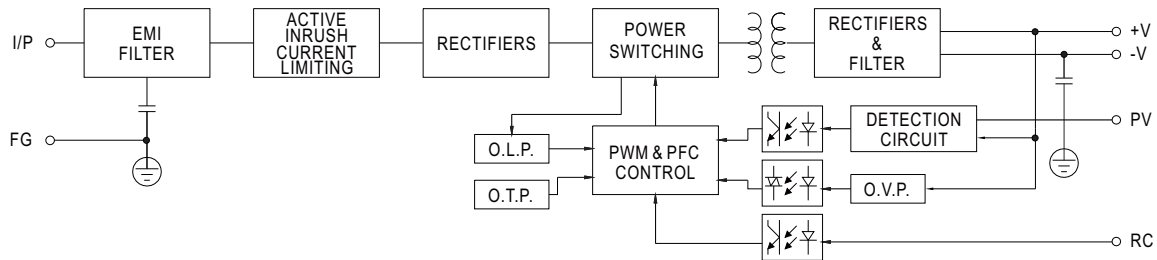 I/P
EMI
FILTER
ACTIVE
INRUSH
CURRENT
LIMITING
RECTIFIERS
POWER
SWITCHING
RECTIFIERS
&
FILTER
+V
-V
FG
O.L.P.
O.T.P.
PWM & PFC
CONTROL
DETECTION
CIRCUIT
PV
O.V.P.
RC